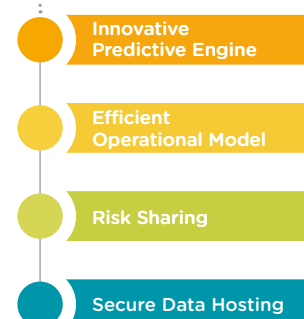 Innovative
Predictive Engine
Efficient
Operational Model
Risk Sharing
Secure Data Hosting